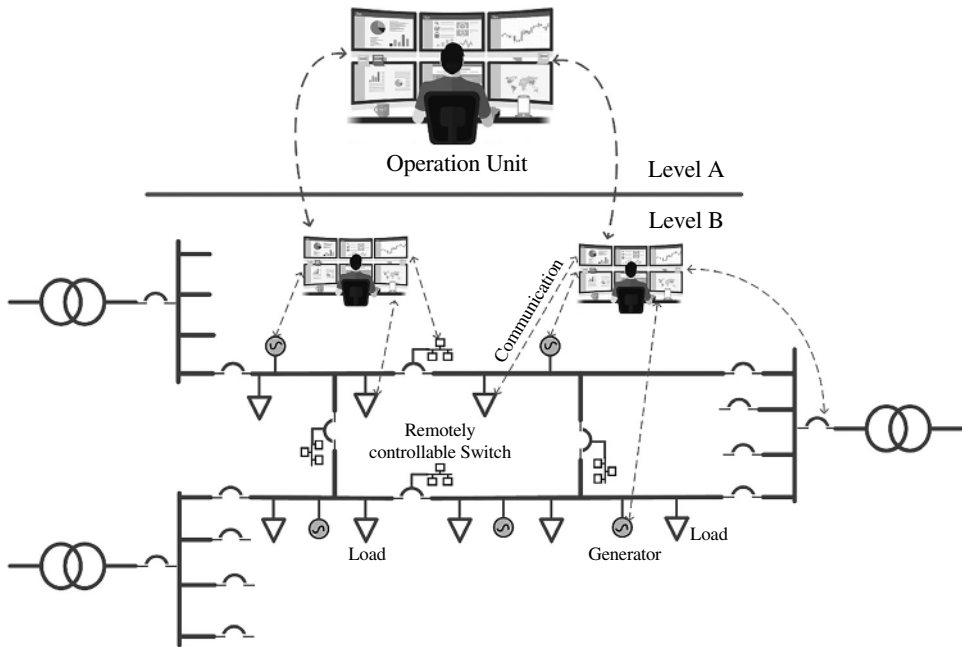 Operation Unit
Level A
Level B
Communication
Remotely
controllable Switch
Load
Generator
Load